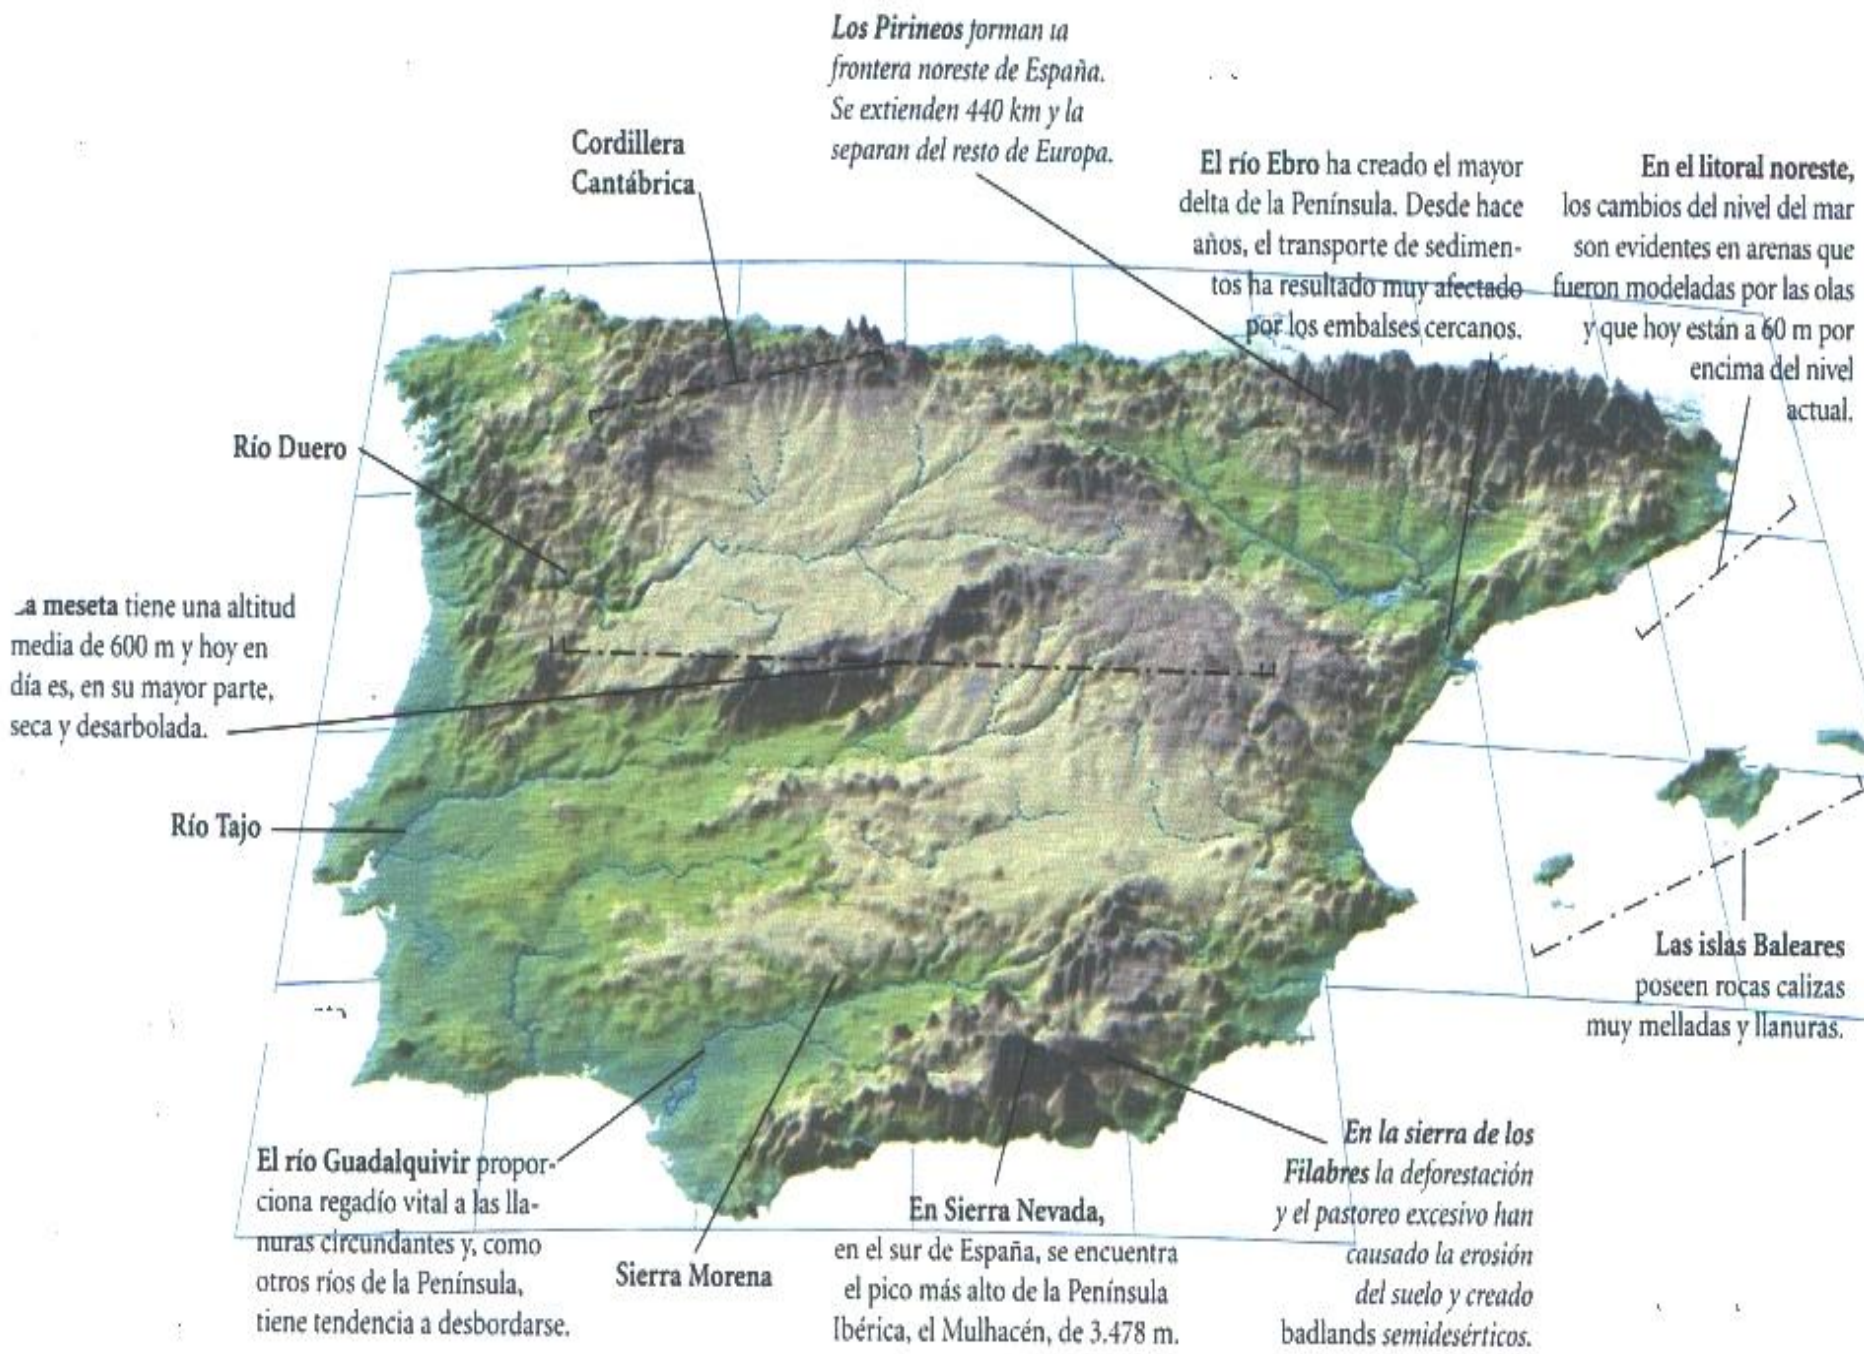 Los Pirineos forman la
frontera noreste de España.
Se extienden 440 km y la
separan del resto de Europa.
Cordillera
Cantábrica
El río Ebro ha creado el mayor
delta de la Península. Desde hace
años, el transporte de sedimen-
tos ha resultado muy afectado
por los embalses cercanos.
En el litoral noreste,
los cambios del nivel del mar
son evidentes en arenas que
fueron modeladas por las olas
y que hoy están a 60 m por
encima del nivel
actual.
Río Duero
La meseta tiene una altitud
media de 600 m y hoy en
día es, en su mayor parte,
seca y desarbolada.
Río Tajo
Las islas Baleares
poseen rocas calizas
muy melladas y llanuras.
El río Guadalquivir propor-
ciona regadío vital a las lla-
nuras circundantes y, como
otros ríos de la Península,
tiene tendencia a desbordarse.
Sierra Morena
En Sierra Nevada,
en el sur de España, se encuentra
el pico más alto de la Península
Ibérica, el Mulhacén, de 3.478 m.
En la sierra de los
Filabres la deforestación
y el pastoreo excesivo han
causado la erosión
del suelo y creado
badlands semidesérticos.